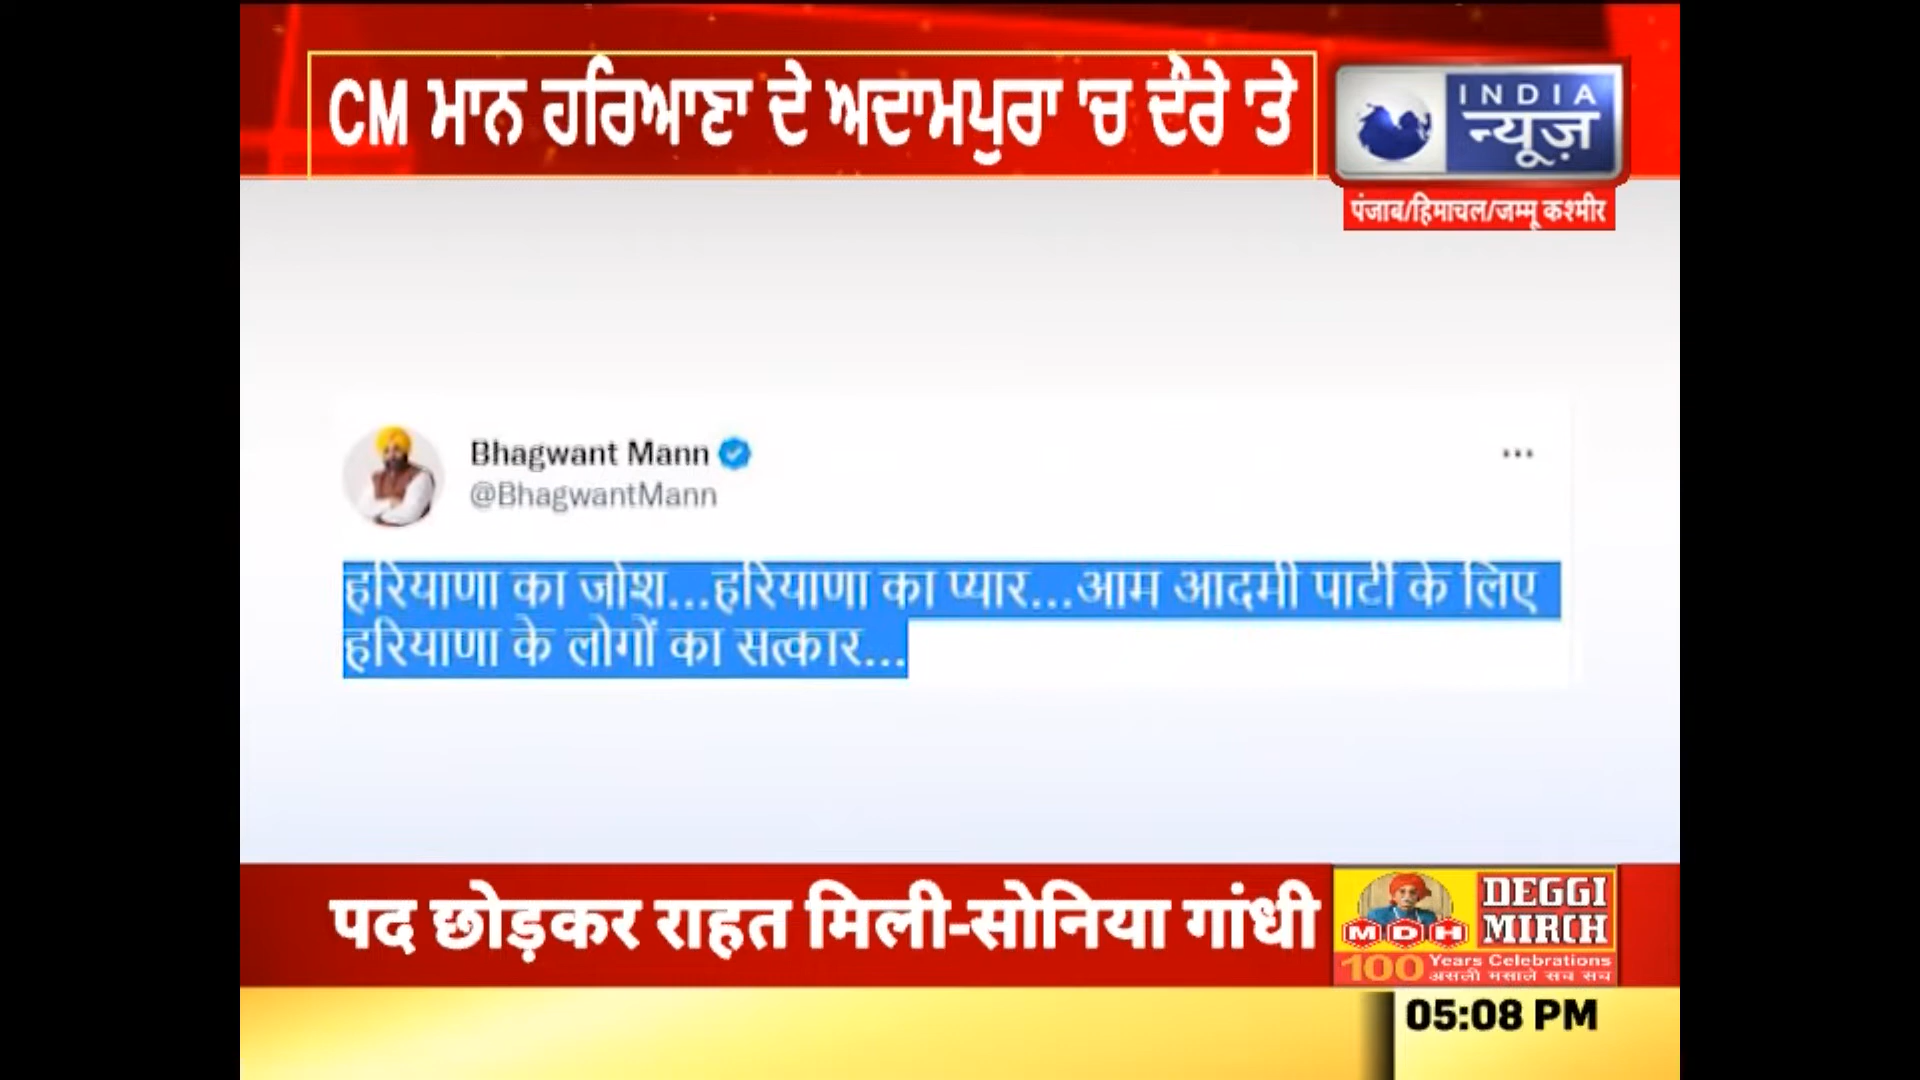 CM ਮਾਨ ਹਰਿਆਣਾ ਦੇ ਅਦਾਮਪੁਰਾ 'ਚ ਦੌਰੇ 'ਤੇ
INDIA
न्यूज़
पंजाब/हिमाचल/जम्मू कश्मीर
Bhagwant Mann
@BhagwantMann
हरियाणा का जोश...हरियाणा का प्यार...आम आदमी पार्टी के लिए
हरियाणा के लोगों का सत्कार...
पद छोड़कर राहत मिली-सोनिया गांधी
DEGGI
MIRCH
MDH
100 Years Celebrations
असली मसाले सच सच
05:08 PM